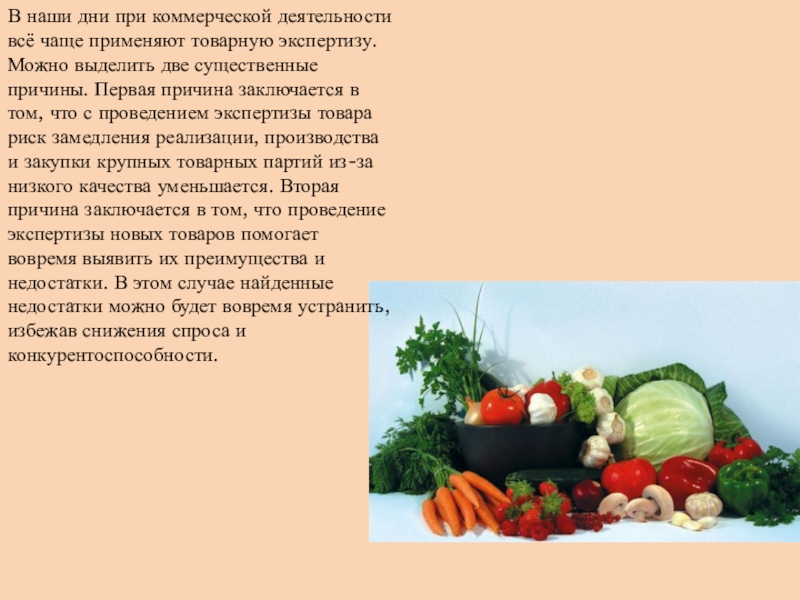 В наши дни при коммерческой деятельности
всё чаще применяют товарную экспертизу.
Можно выделить две существенные
причины. Первая причина заключается в
том, что с проведением экспертизы товара
риск замедления реализации, производства
и закупки крупных товарных партий из-за
низкого качества уменьшается. Вторая
причина заключается в том, что проведение
экспертизы новых товаров помогает
вовремя выявить их преимущества и
недостатки. В этом случае найденные
недостатки можно будет вовремя устранить,
избежав снижения спроса и
конкурентоспособности.